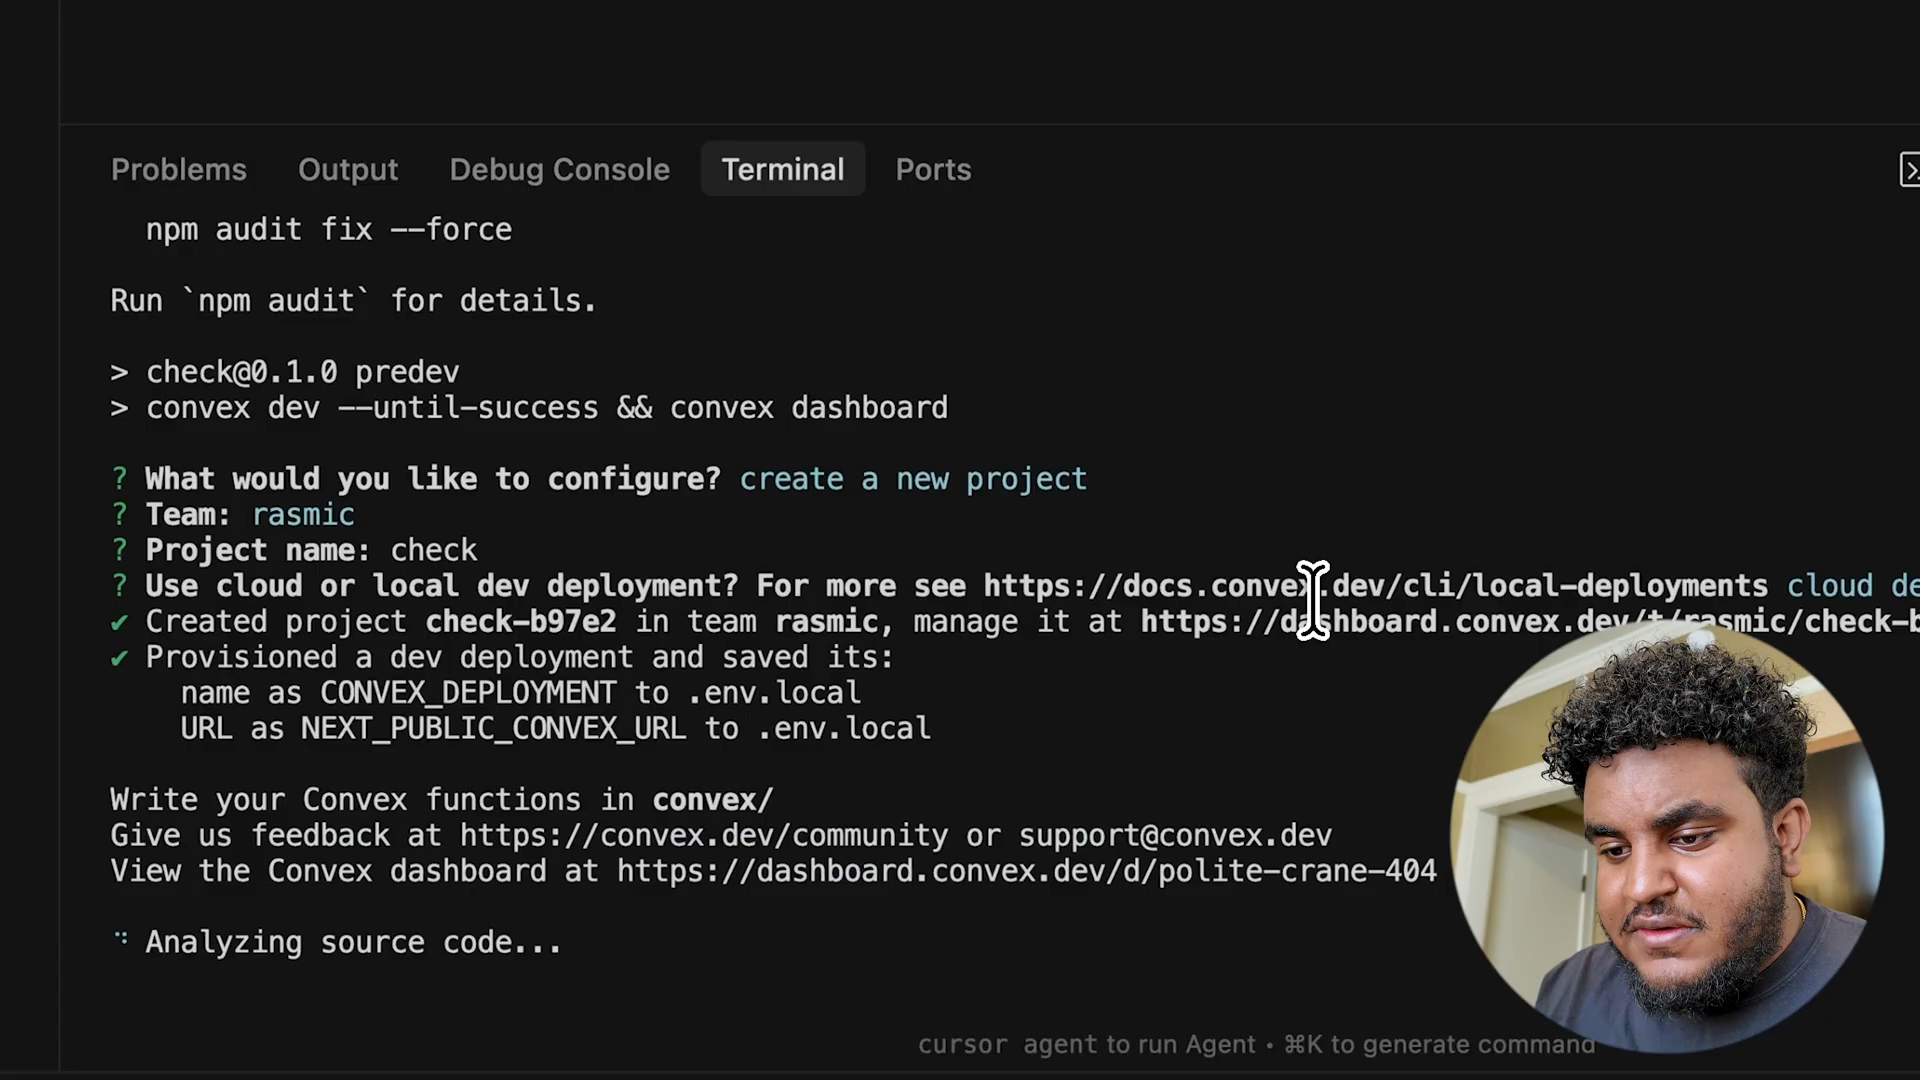 Problems Output Debug Console Terminal Ports
npm audit fix --force
Run `npm audit` for details.
> check@0.1.0 predev
> convex dev --until-success && convex dashboard
? What would you like to configure? create a new project
? Team: rasmic
? Project name: check
? Use cloud or local dev deployment? For more see https://docs.convex.dev/cli/local-deployments cloud de
✔ Created project check-b97e2 in team rasmic, manage it at https://dashboard.convex.dev/t/rasmic/check-b
✔ Provisioned a dev deployment and saved its:
name as CONVEX_DEPLOYMENT to .env.local
URL as NEXT_PUBLIC_CONVEX_URL to .env.local
Write your Convex functions in convex/
Give us feedback at https://convex.dev/community or support@convex.dev
View the Convex dashboard at https://dashboard.convex.dev/d/polite-crane-404
Analyzing source code...
cursor agent to run Agent • ⌘K to generate command